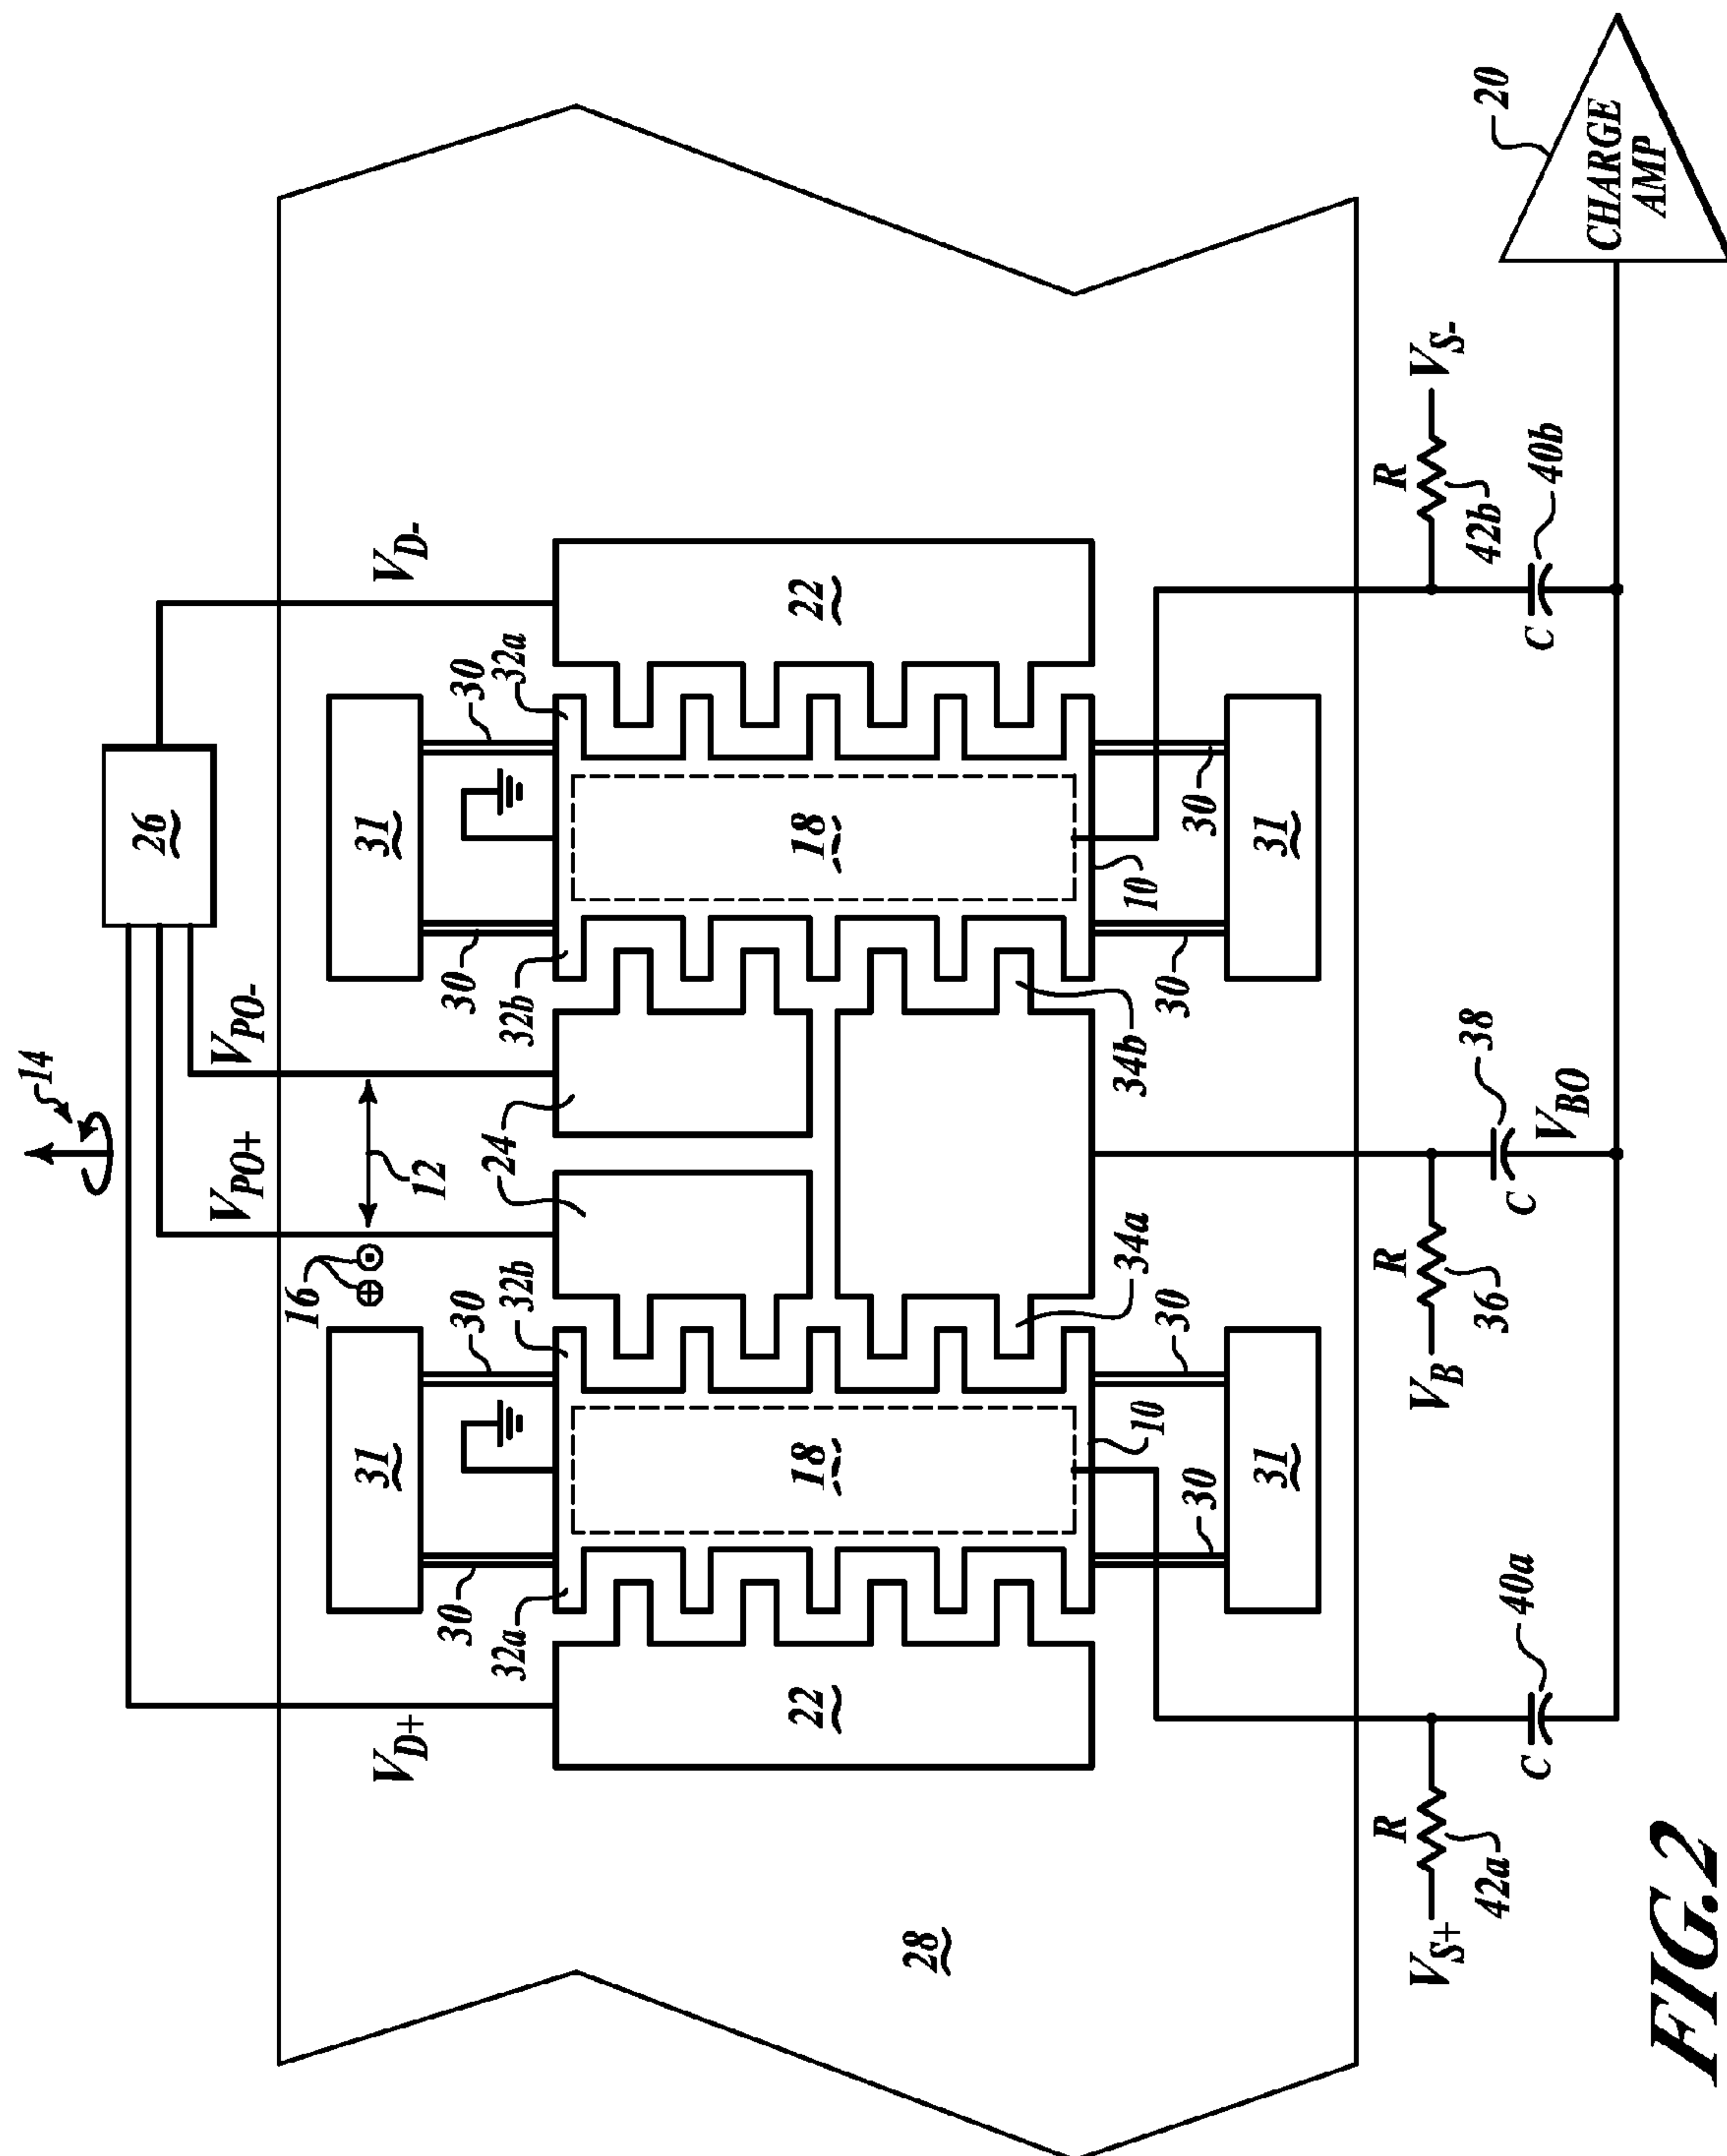 14
26
VPO+ VPO-
16
31 31
VD+ VD-
12
30 30 30 30
32a 32b 24 32b 32a
22 18 18 22
28
34a 10 34b 10
30 30 30 30
31 31
R R R
VS+ VB VS-
42a 36 38 42b 20
C 40a C VBO C 40b
CHARGE
AMP
FIG.2